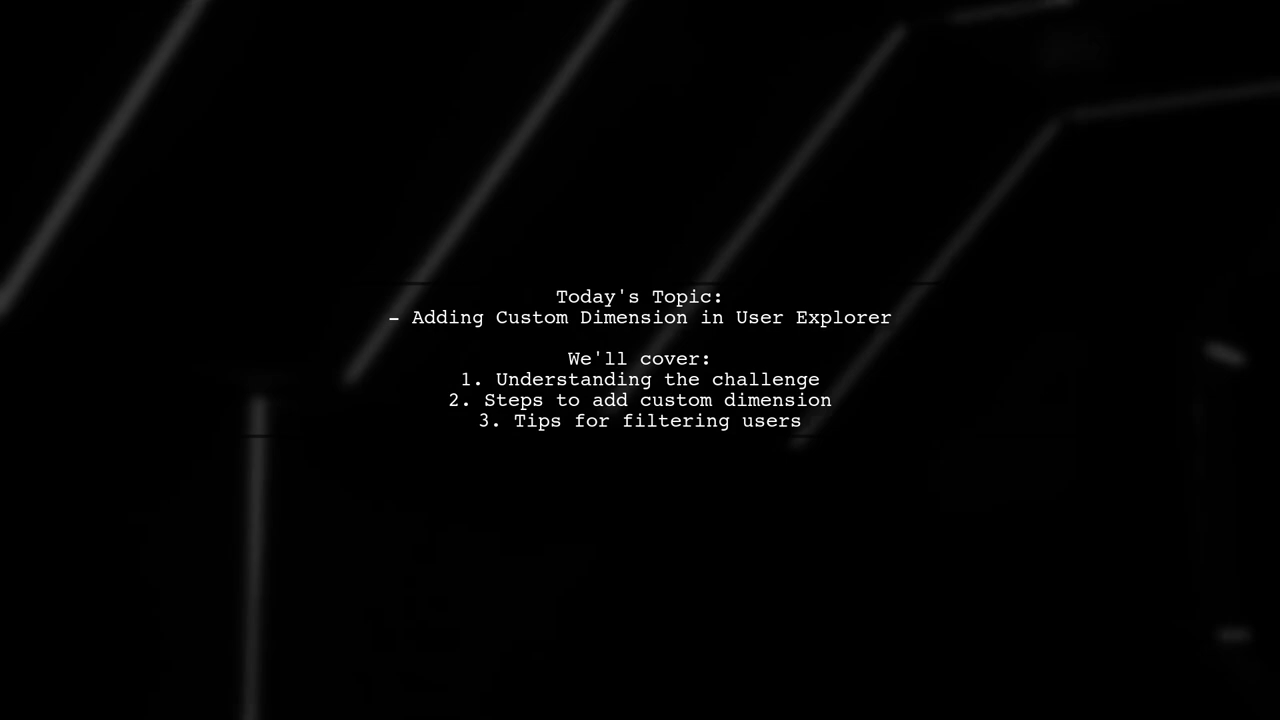 Today's Topic:
- Adding Custom Dimension in User Explorer
We'll cover:
1. Understanding the challenge
2. Steps to add custom dimension
3. Tips for filtering users